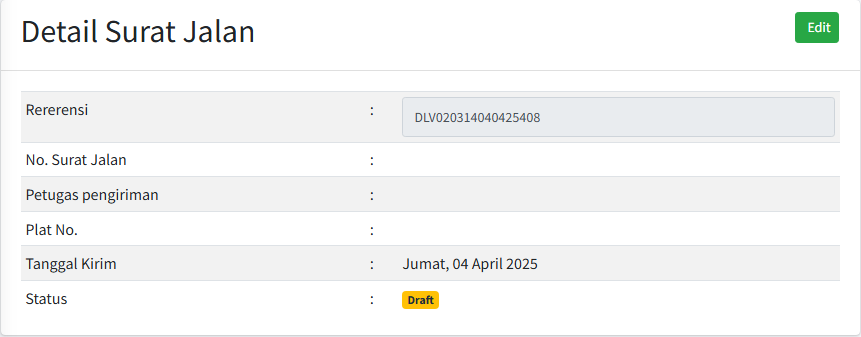 Detail Surat Jalan Edit
Rererensi : DLV020314040425408
No. Surat Jalan :
Petugas pengiriman :
Plat No. :
Tanggal Kirim : Jumat, 04 April 2025
Status : Draft